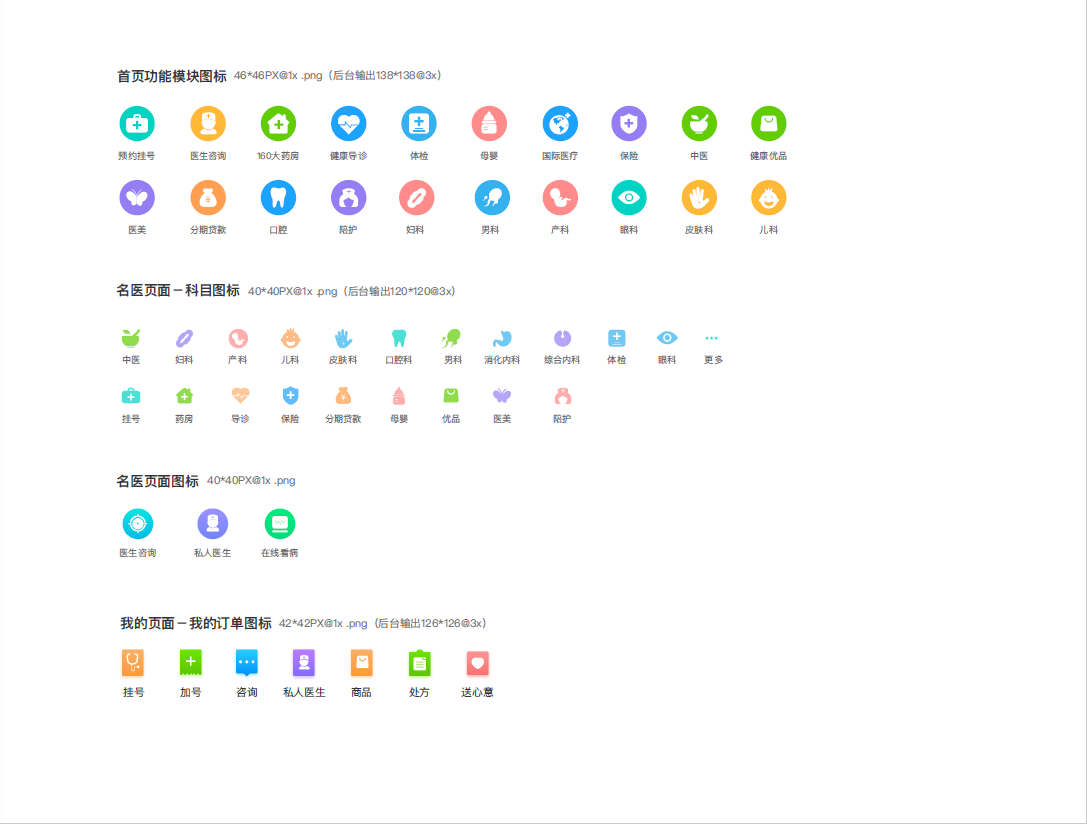 首页功能模块图标 46*46PX@1x .png（后台输出138*138@3x）
预约挂号 医生咨询 160大药房 健康导诊 体检 母婴 国际医疗 保险 中医 健康优品
医美 分期贷款 口腔 陪护 妇科 男科 产科 眼科 皮肤科 儿科
名医页面－科目图标 40*40PX@1x .png（后台输出120*120@3x）
中医 妇科 产科 儿科 皮肤科 口腔科 男科 消化内科 综合内科 体检 眼科 更多
挂号 药房 导诊 保险 分期贷款 母婴 优品 医美 陪护
名医页面图标 40*40PX@1x .png
医生咨询 私人医生 在线看病
我的页面－我的订单图标 42*42PX@1x .png（后台输出126*126@3x）
挂号 加号 咨询 私人医生 商品 处方 送心意